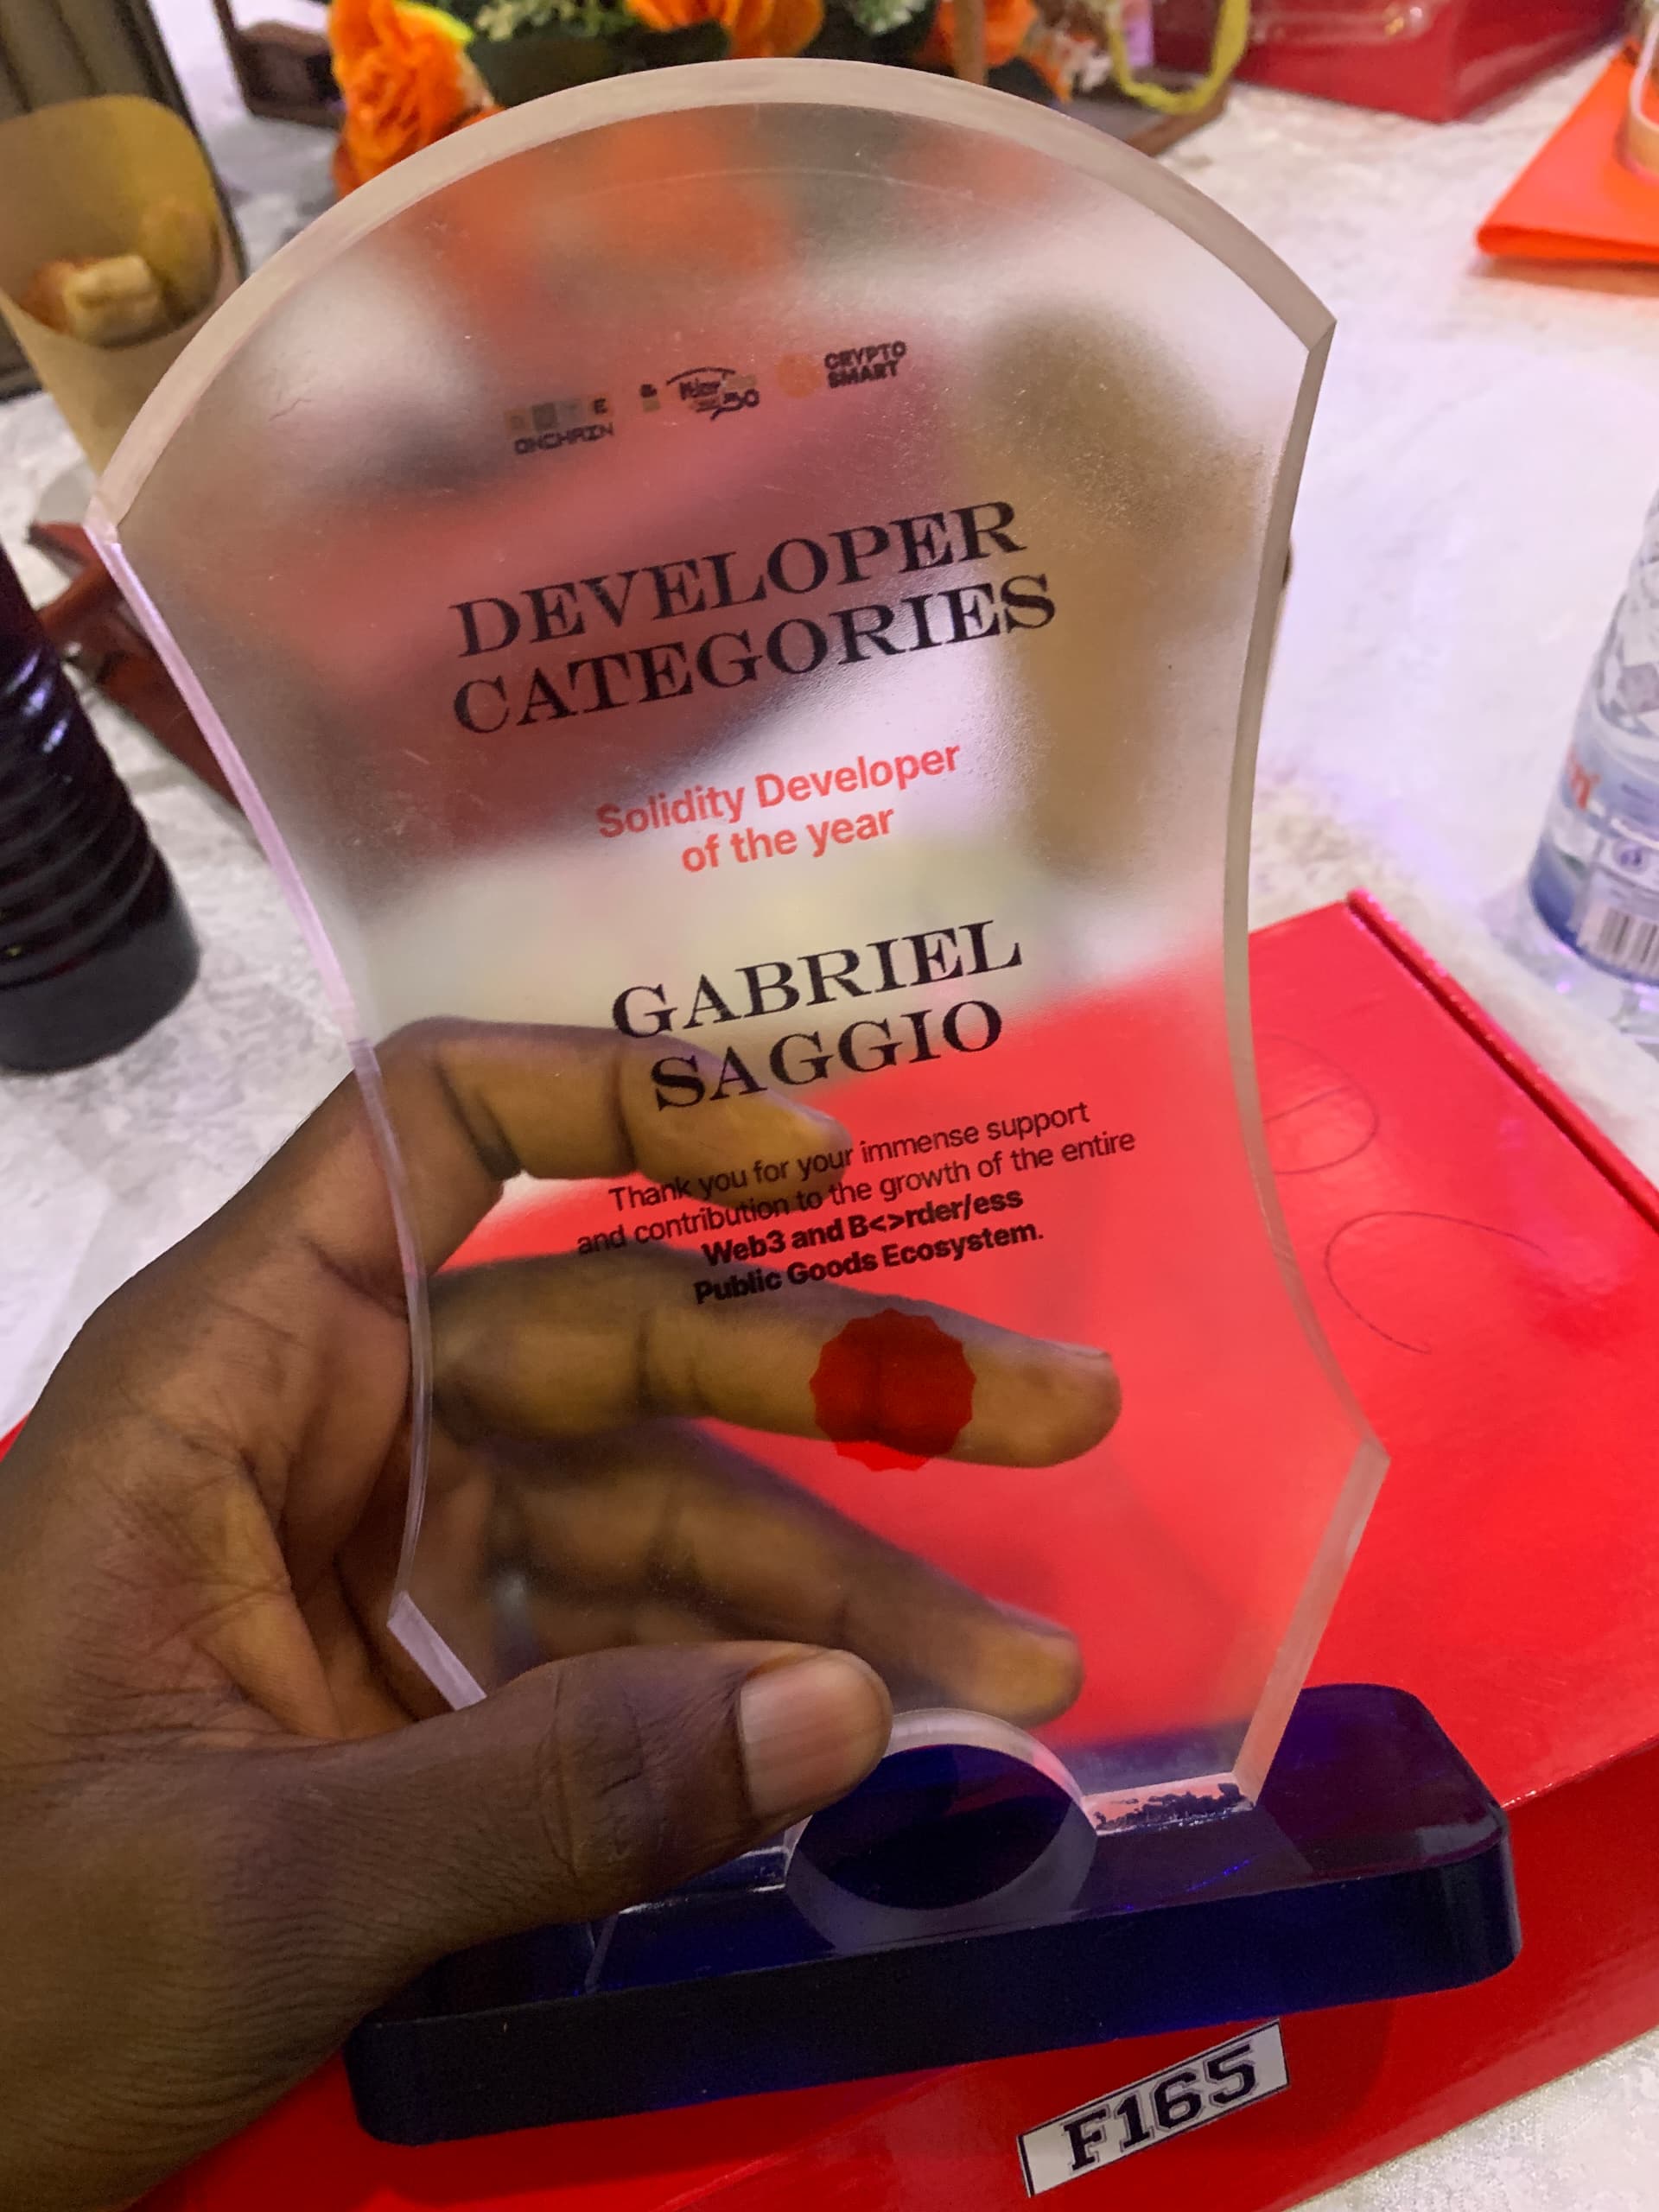 ONCHAIN
&
CRYPTO
SMART
DEVELOPER
CATEGORIES
Solidity Developer
of the year
GABRIEL
SAGGIO
Thank you for your immense support
and contribution to the growth of the entire
Web3 and B<>rder/ess
Public Goods Ecosystem.
F165